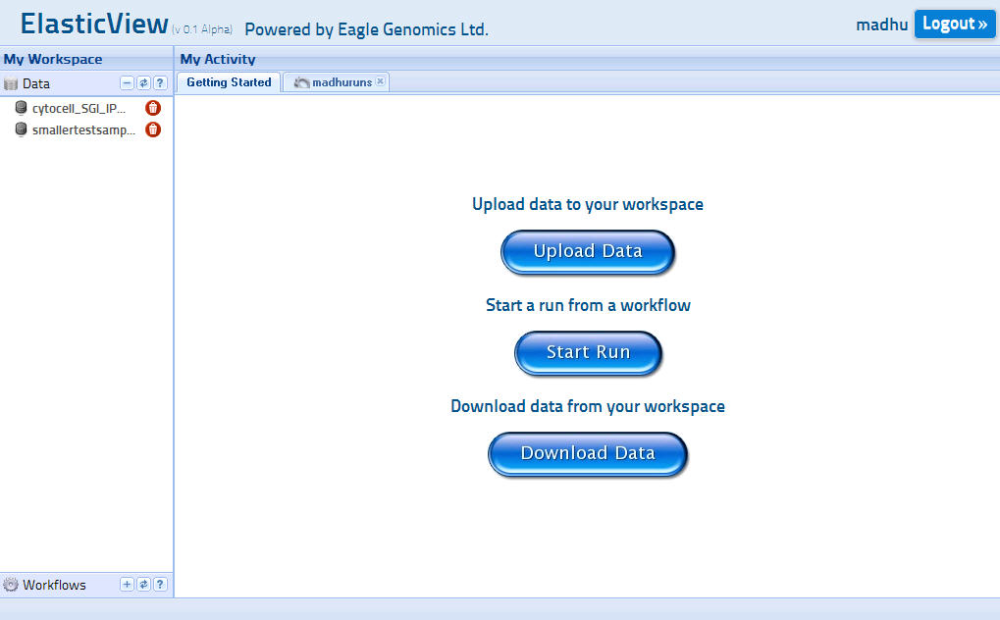 ElasticView (v 0.1 Alpha) Powered by Eagle Genomics Ltd.
madhu Logout »
My Workspace
My Activity
Data
Getting Started madhuruns
cytocell_SGI_IP...
smallertestsamp...
Upload data to your workspace
Upload Data
Start a run from a workflow
Start Run
Download data from your workspace
Download Data
Workflows